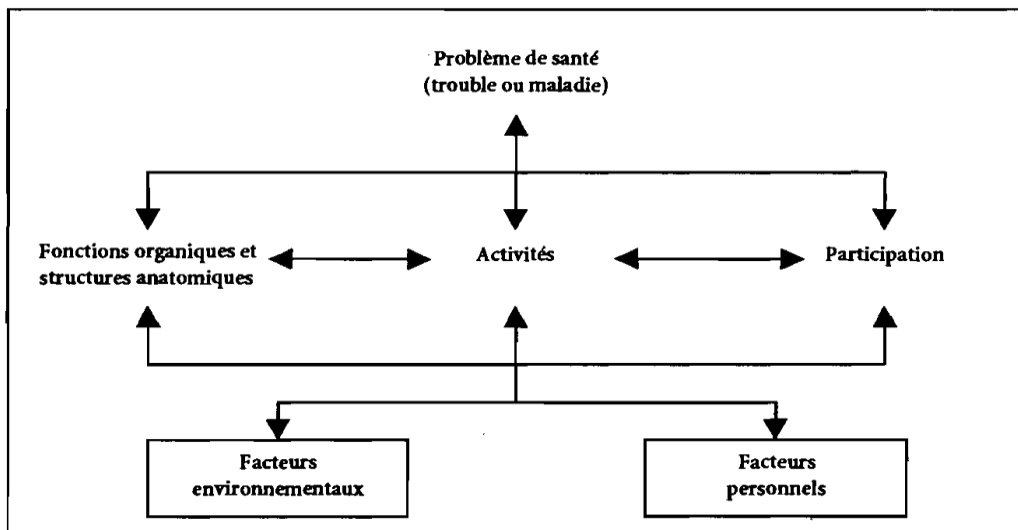 Problème de santé
(trouble ou maladie)
Fonctions organiques et
structures anatomiques
Activités
Participation
Facteurs
environnementaux
Facteurs
personnels